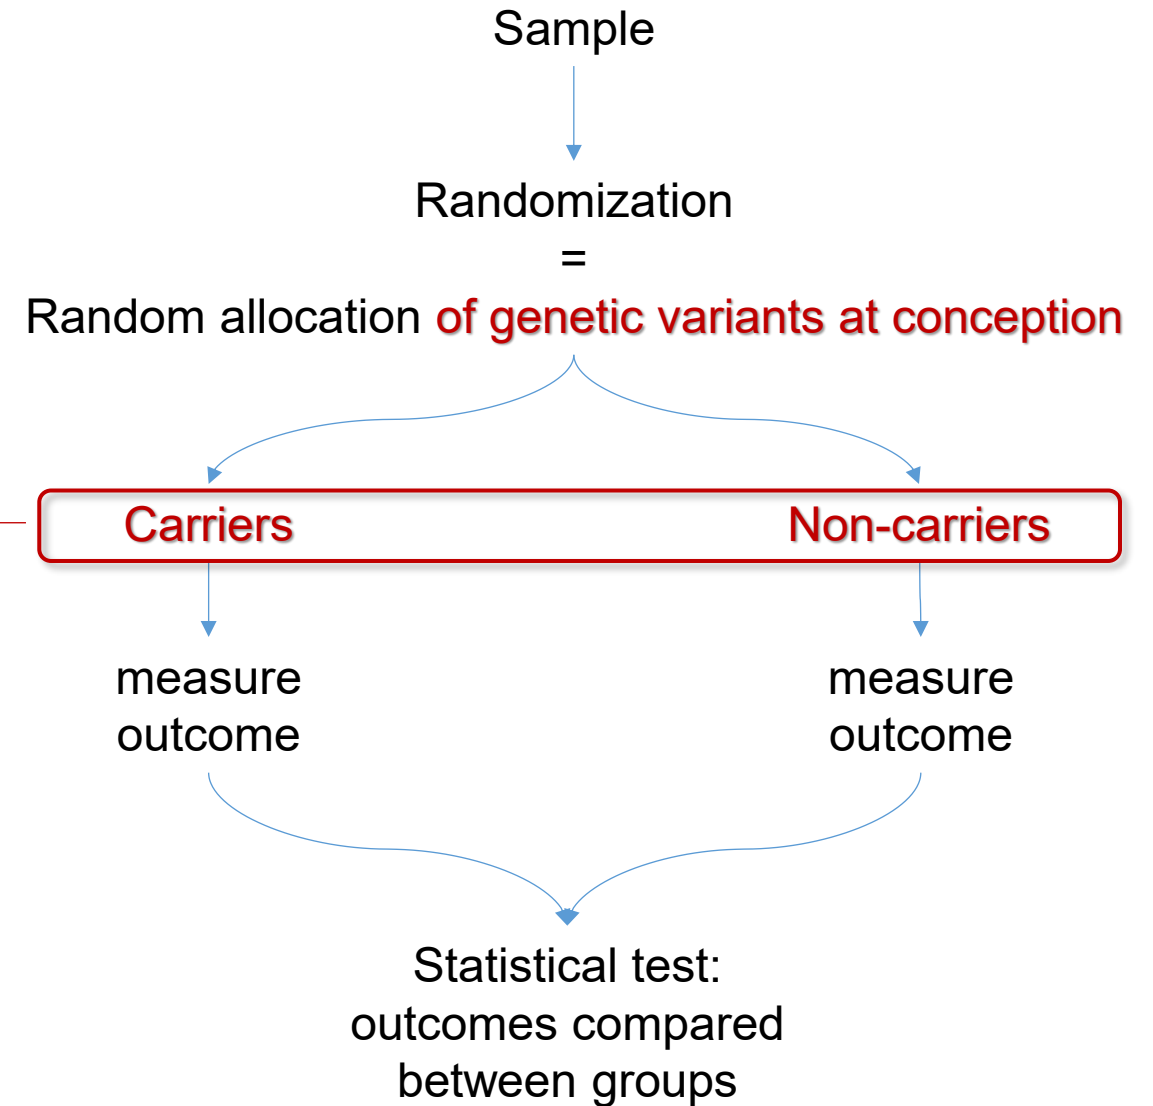 Sample
Randomization
=
Random allocation of genetic variants at conception
Carriers
Non-carriers
measure
outcome
measure
outcome
Statistical test:
outcomes compared
between groups